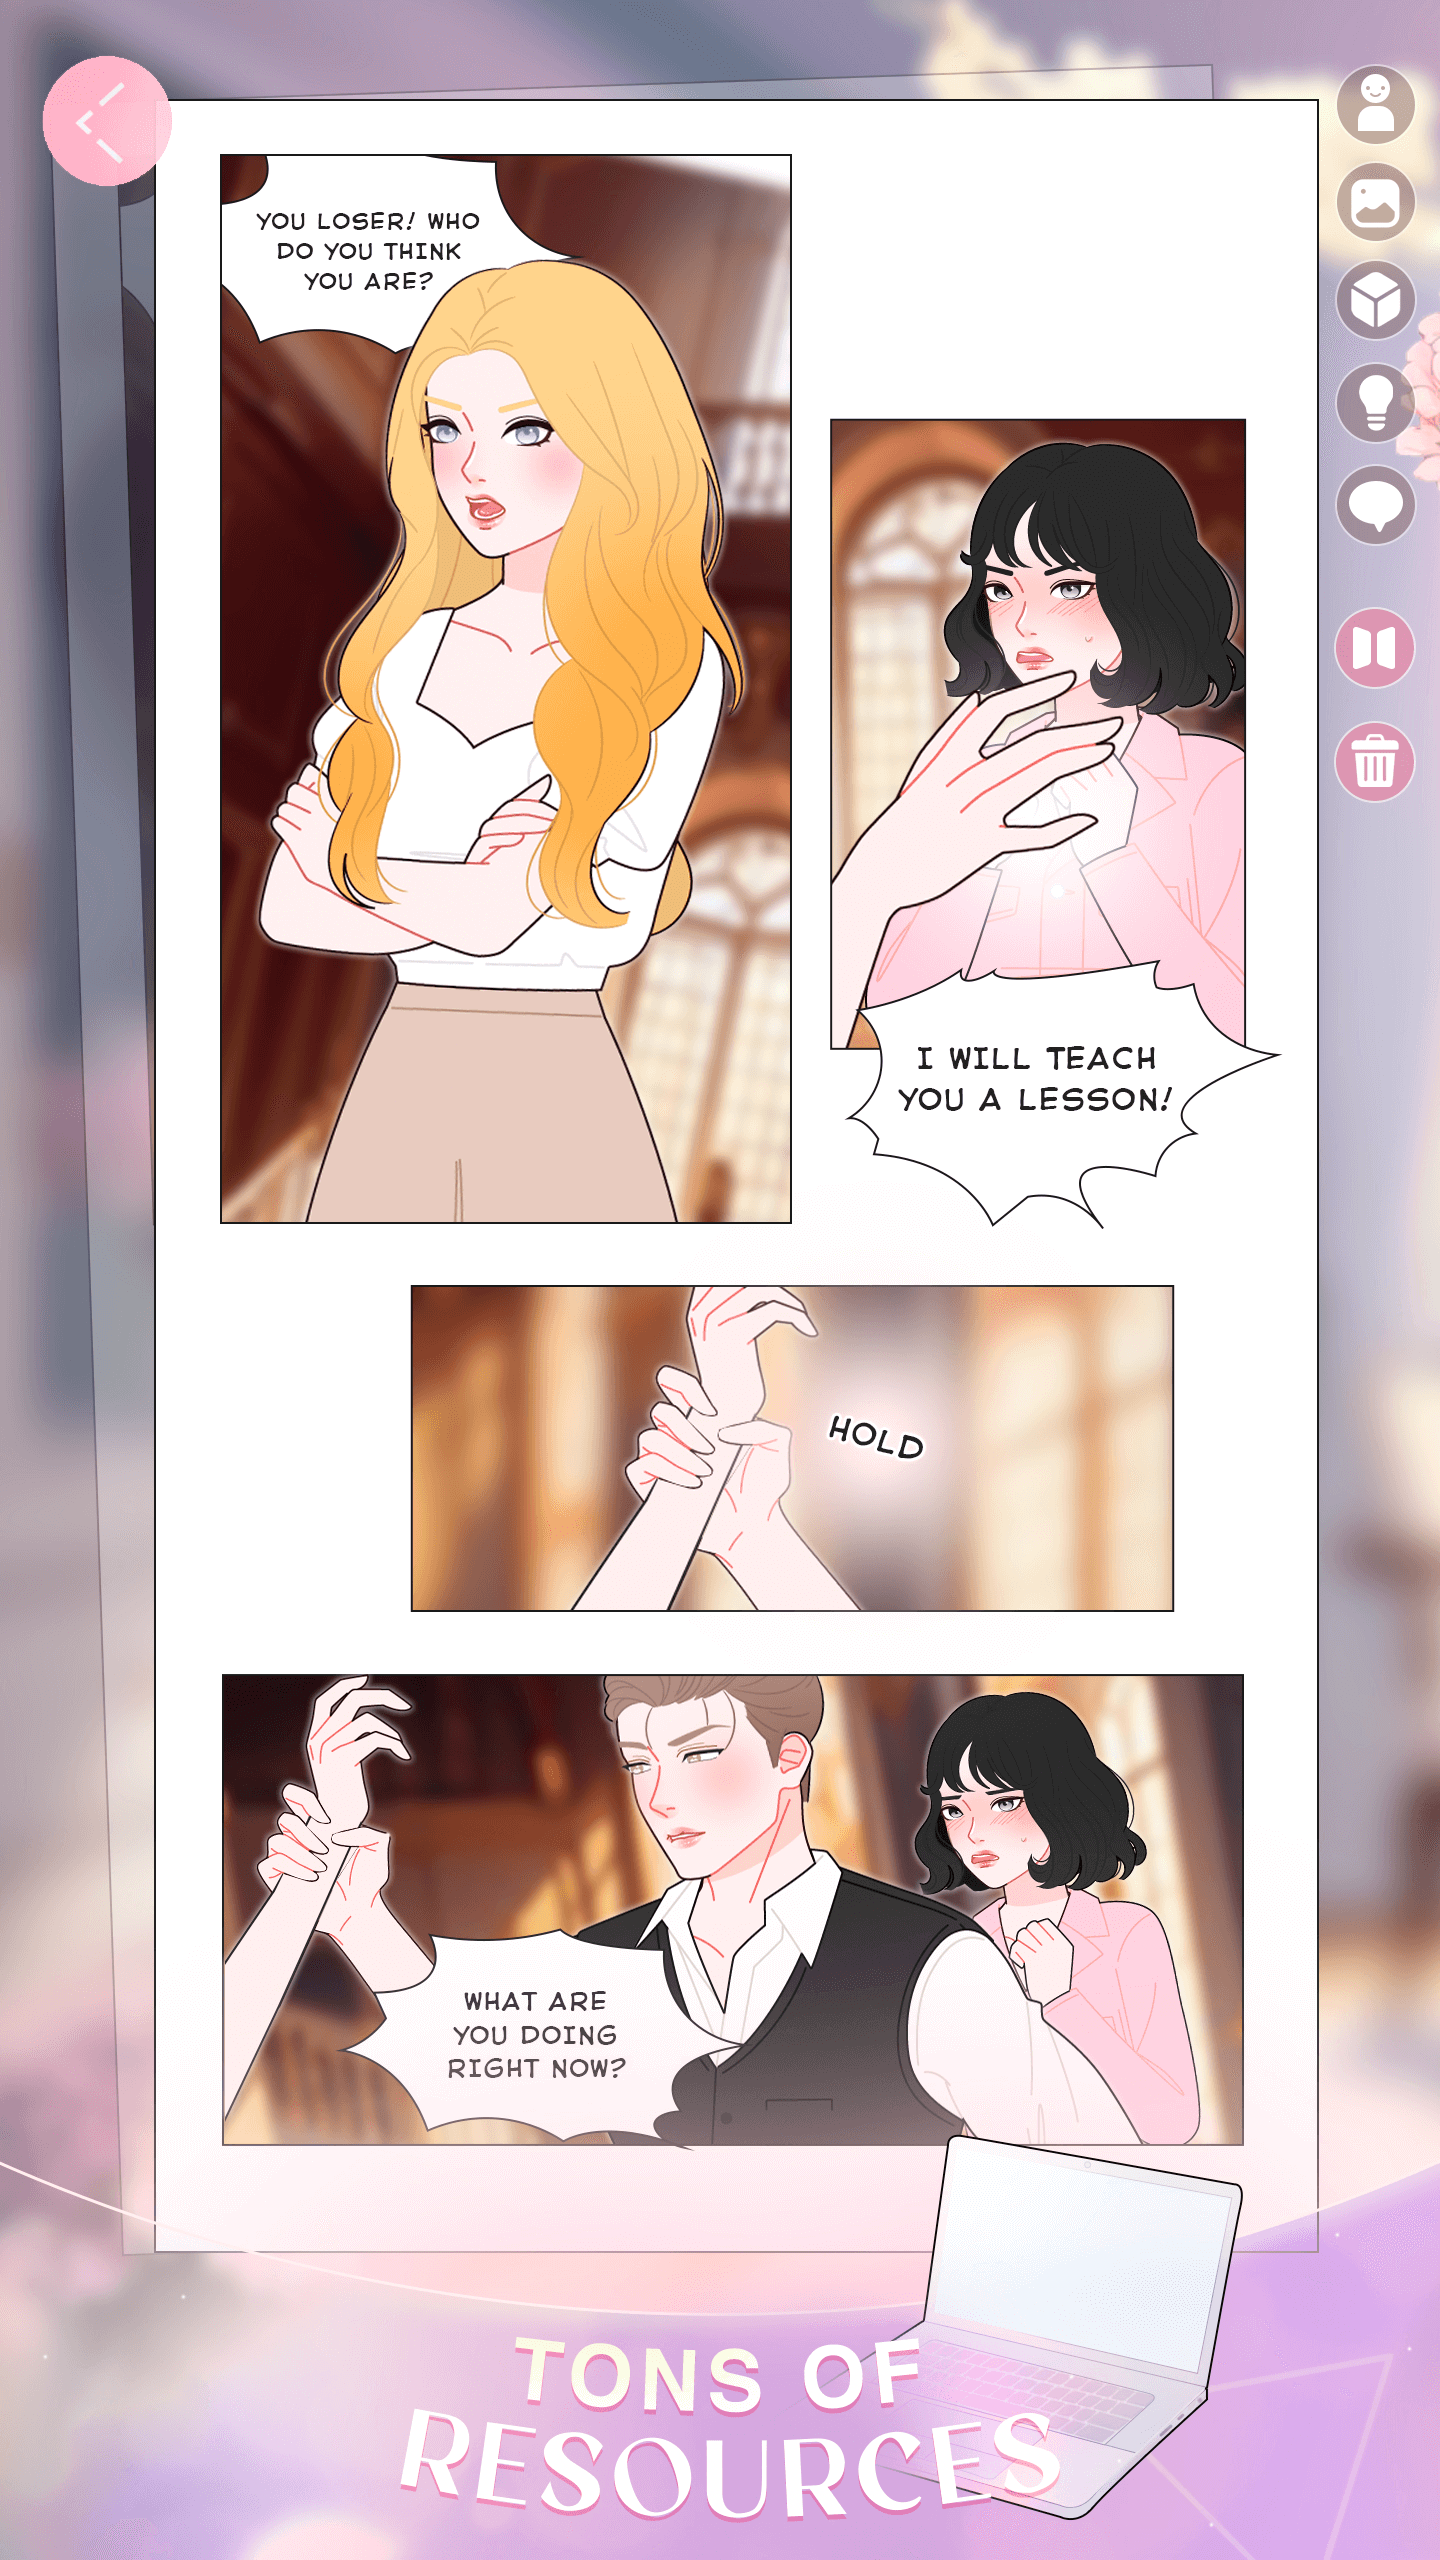 YOU LOSER! WHO
DO YOU THINK
YOU ARE?
I WILL TEACH
YOU A LESSON!
HOLD
WHAT ARE
YOU DOING
RIGHT NOW?
TONS OF
RESOURCES